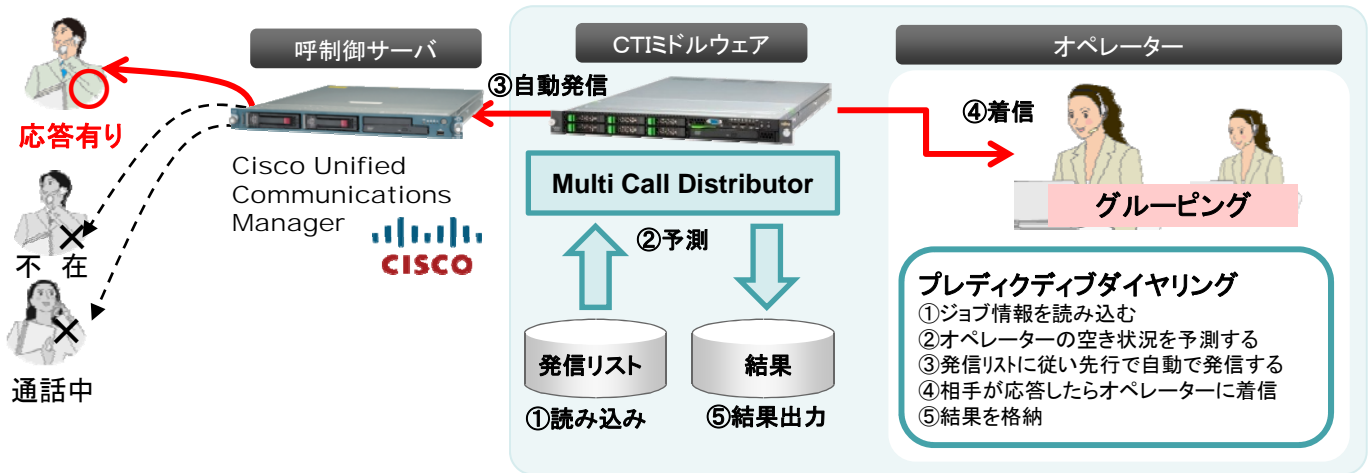 呼制御サーバ
CTIミドルウェア
オペレーター
応答有り
③自動発信
④着信
Cisco Unified
Communications
Manager
CISCO
不 在
通話中
Multi Call Distributor
②予測
発信リスト
結果
①読み込み
⑤結果出力
グルーピング
プレディクディブダイヤリング
①ジョブ情報を読み込む
②オペレーターの空き状況を予測する
③発信リストに従い先行で自動で発信する
④相手が応答したらオペレーターに着信
⑤結果を格納